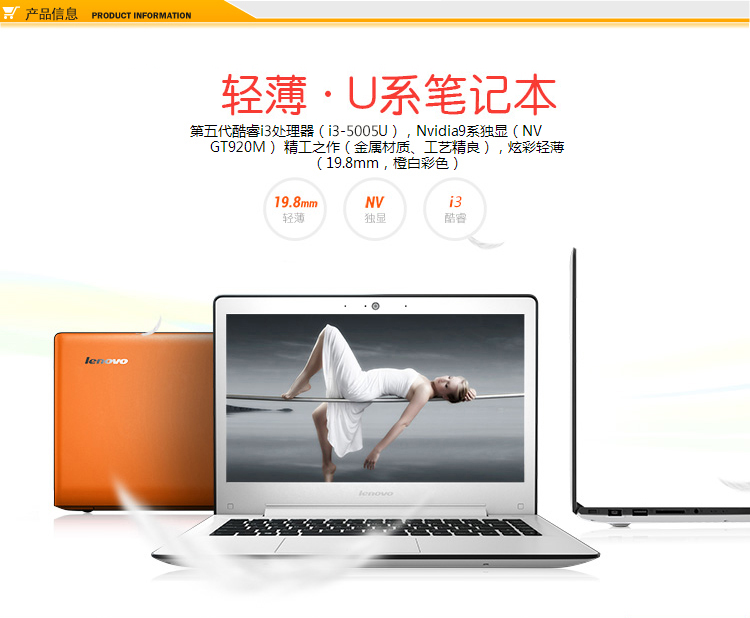 产品信息 PRODUCT INFORMATION
轻薄·U系笔记本
第五代酷睿i3处理器（i3-5005U），Nvidia9系独显（NV
GT920M） 精工之作（金属材质、工艺精良），炫彩轻薄
（19.8mm，橙白彩色）
19.8mm
轻薄
NV
独显
i3
酷睿
lenovo
lenovo